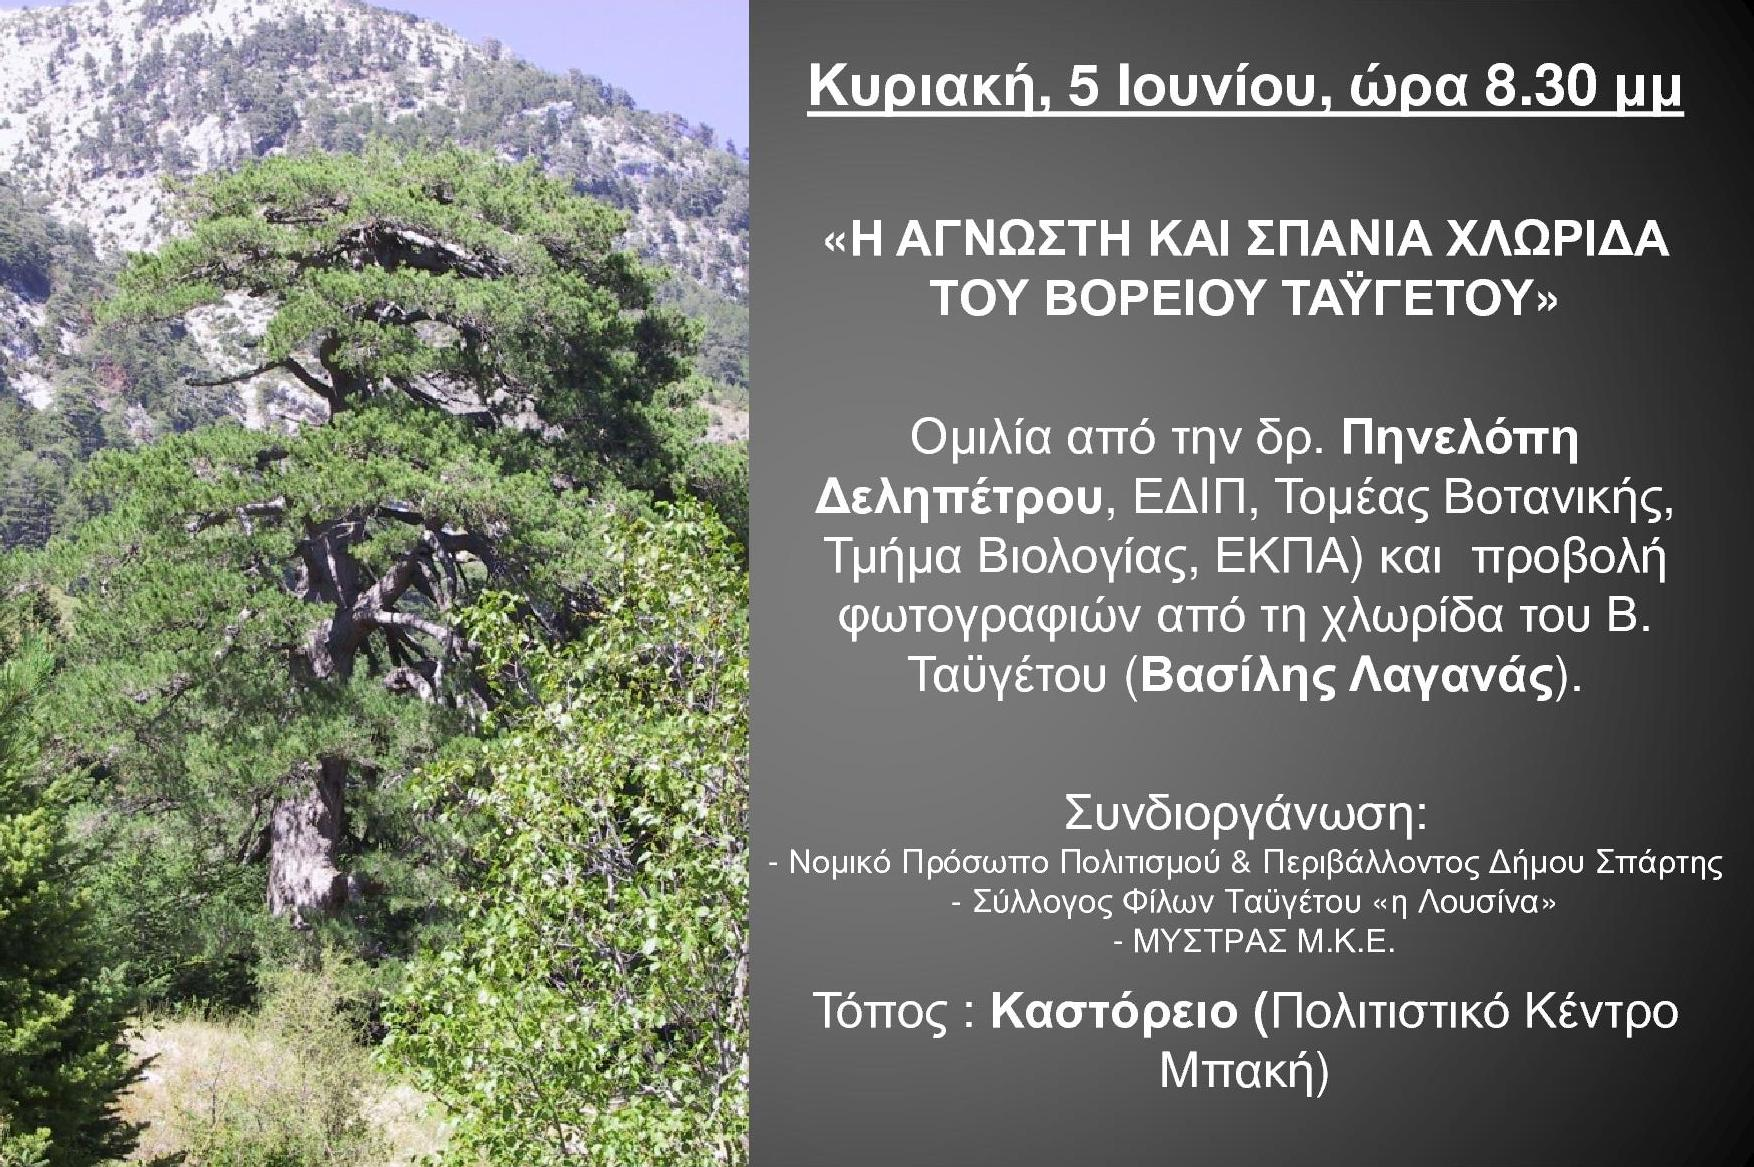 Κυριακή, 5 Ιουνίου, ώρα 8.30 μμ
«Η ΑΓΝΩΣΤΗ ΚΑΙ ΣΠΑΝΙΑ ΧΛΩΡΙΔΑ
ΤΟΥ ΒΟΡΕΙΟΥ ΤΑΫΓΕΤΟΥ»
Ομιλία από την δρ. Πηνελόπη
Δεληπέτρου, ΕΔΙΠ, Τομέας Βοτανικής,
Τμήμα Βιολογίας, ΕΚΠΑ) και προβολή
φωτογραφιών από τη χλωρίδα του Β.
Ταϋγέτου (Βασίλης Λαγανάς).
Συνδιοργάνωση:
- Νομικό Πρόσωπο Πολιτισμού & Περιβάλλοντος Δήμου Σπάρτης
- Σύλλογος Φίλων Ταϋγέτου «η Λουσίνα»
- ΜΥΣΤΡΑΣ Μ.Κ.Ε.
Τόπος : Καστόρειο (Πολιτιστικό Κέντρο
Μπακή)